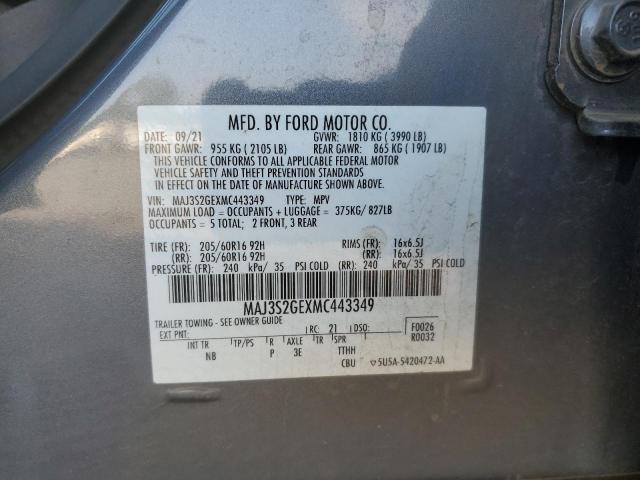 MFD. BY FORD MOTOR CO.
DATE: 09/21 GVWR: 1810 KG ( 3990 LB)
FRONT GAWR: 955 KG ( 2105 LB) REAR GAWR: 865 KG ( 1907 LB)
THIS VEHICLE CONFORMS TO ALL APPLICABLE FEDERAL MOTOR
VEHICLE SAFETY AND THEFT PREVENTION STANDARDS
IN EFFECT ON THE DATE OF MANUFACTURE SHOWN ABOVE.
VIN: MAJ3S2GEXMC443349 TYPE: MPV
MAXIMUM LOAD = OCCUPANTS + LUGGAGE = 375KG/ 827LB
OCCUPANTS = 5 TOTAL; 2 FRONT, 3 REAR
TIRE (FR): 205/60R16 92H RIMS (FR): 16x6.5J
(RR): 205/60R16 92H (RR): 16x6.5J
PRESSURE (FR): 240 kPa/ 35 PSI COLD (RR): 240 kPa/ 35 PSI COLD
MAJ3S2GEXMC443349
TRAILER TOWING - SEE OWNER GUIDE
EXT PNT: RC: 21 DSO: F0026
R0032
INT TR TP/PS R AXLE TR SPR
NB P 3E TTHH
CBU 5U5A-5420472-AA